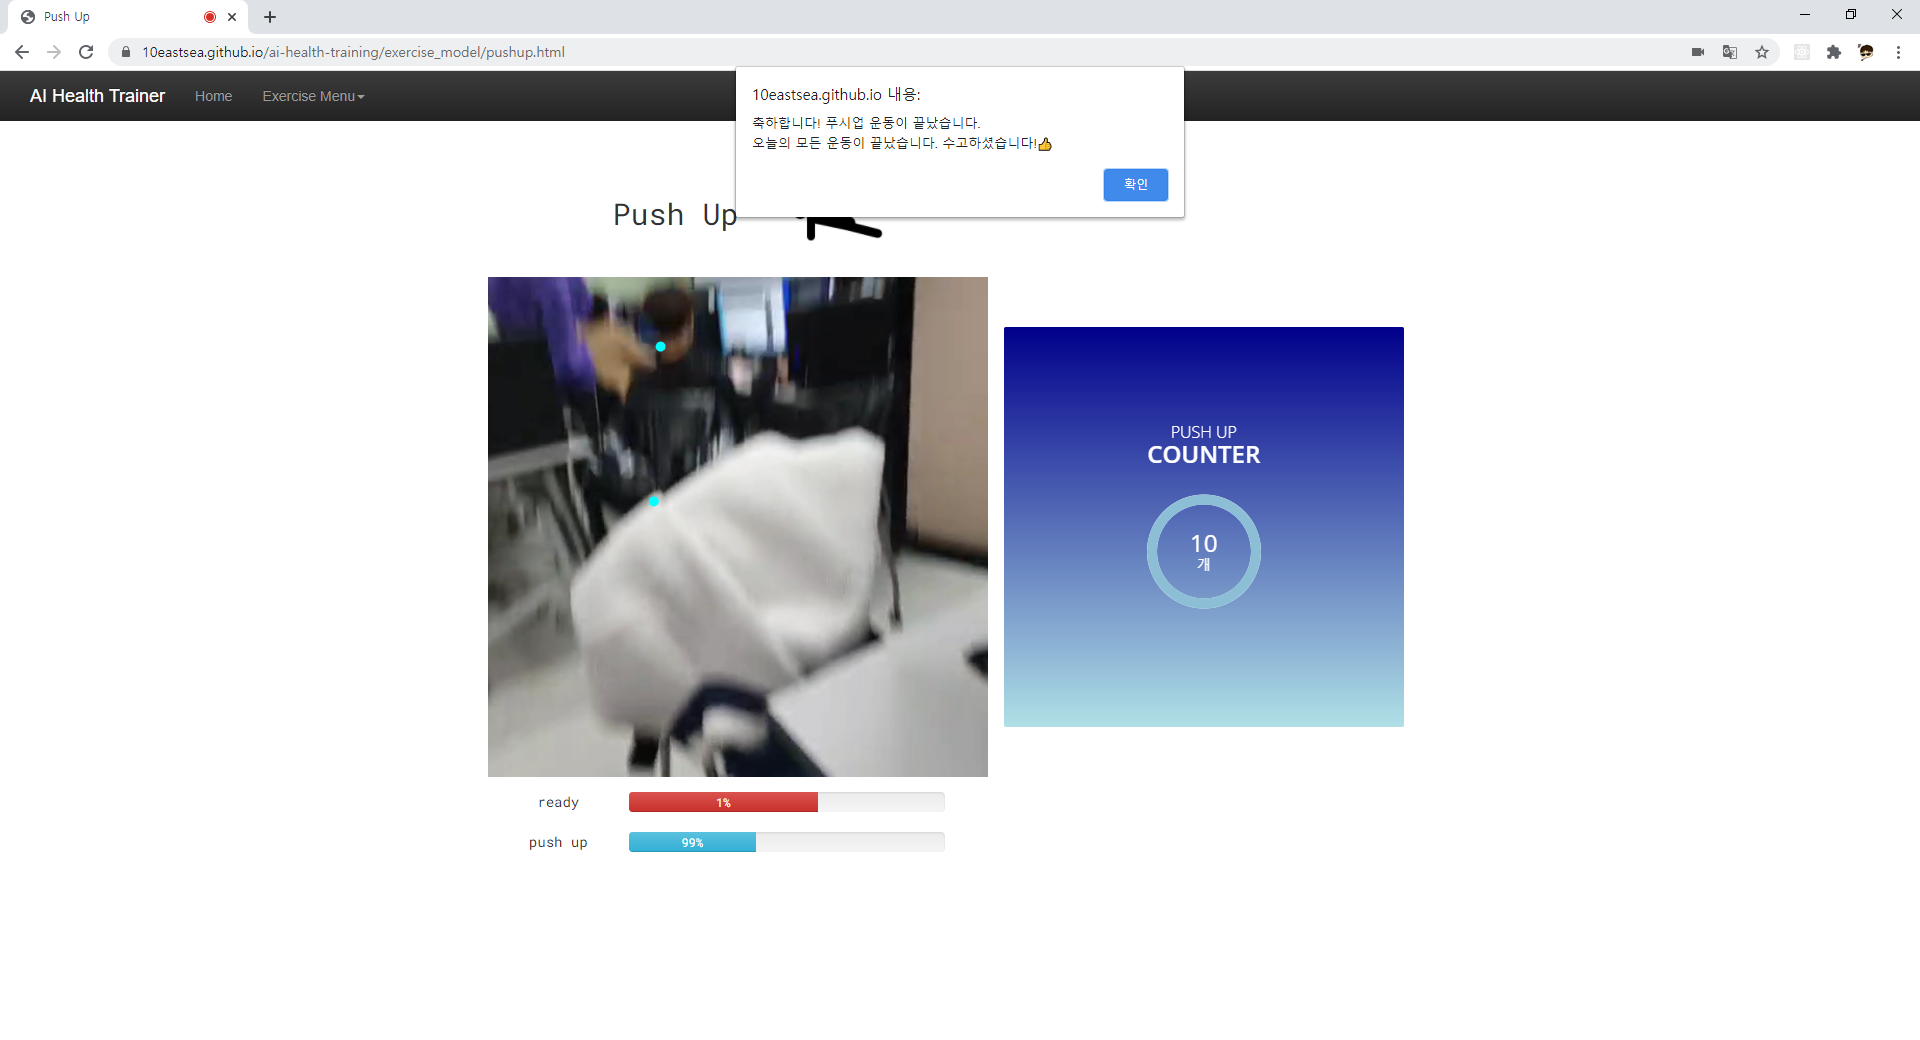 Push Up
10eastsea.github.io/ai-health-training/exercise_model/pushup.html
AI Health Trainer Home Exercise Menu
10eastsea.github.io 내용:
축하합니다! 푸시업 운동이 끝났습니다.
오늘의 모든 운동이 끝났습니다. 수고하셨습니다!👍
확인
Push Up
PUSH UP
COUNTER
10
개
ready 1%
push up 99%